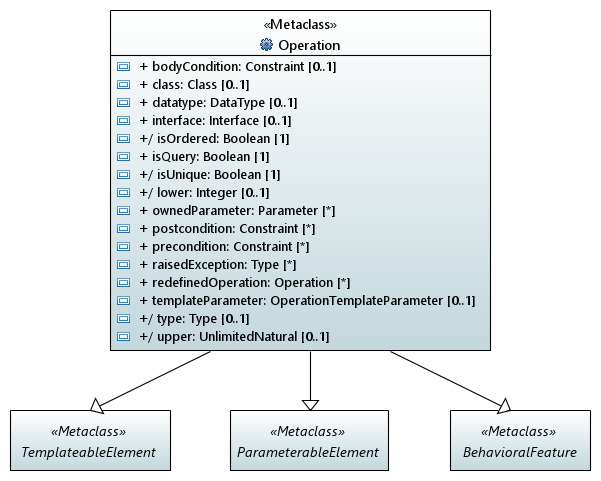 «Metaclass»
Operation
+ bodyCondition: Constraint [0..1]
+ class: Class [0..1]
+ datatype: DataType [0..1]
+ interface: Interface [0..1]
+/ isOrdered: Boolean [1]
+ isQuery: Boolean [1]
+/ isUnique: Boolean [1]
+/ lower: Integer [0..1]
+ ownedParameter: Parameter [*]
+ postcondition: Constraint [*]
+ precondition: Constraint [*]
+ raisedException: Type [*]
+ redefinedOperation: Operation [*]
+ templateParameter: OperationTemplateParameter [0..1]
+/ type: Type [0..1]
+/ upper: UnlimitedNatural [0..1]
«Metaclass»
TemplateableElement
«Metaclass»
ParameterableElement
«Metaclass»
BehavioralFeature